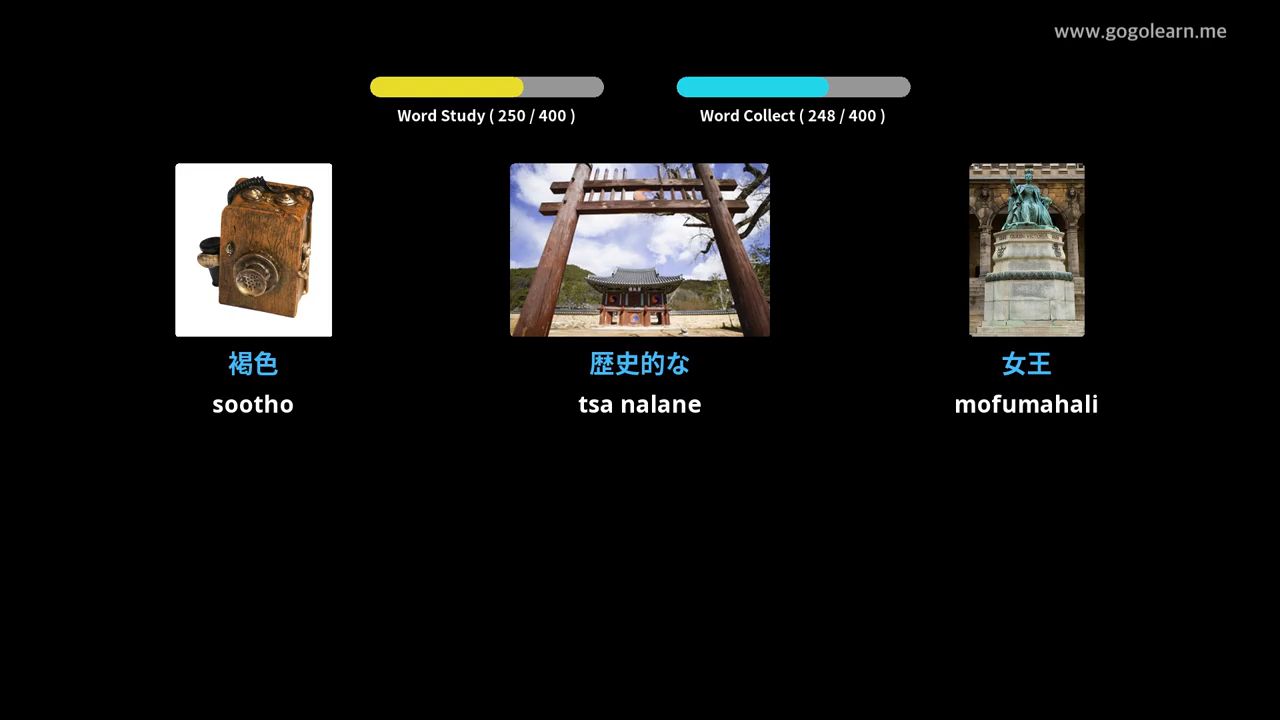 www.gogolearn.me
Word Study ( 250 / 400 )
Word Collect ( 248 / 400 )
褐色
歴史的な
女王
sootho
tsa nalane
mofumahali